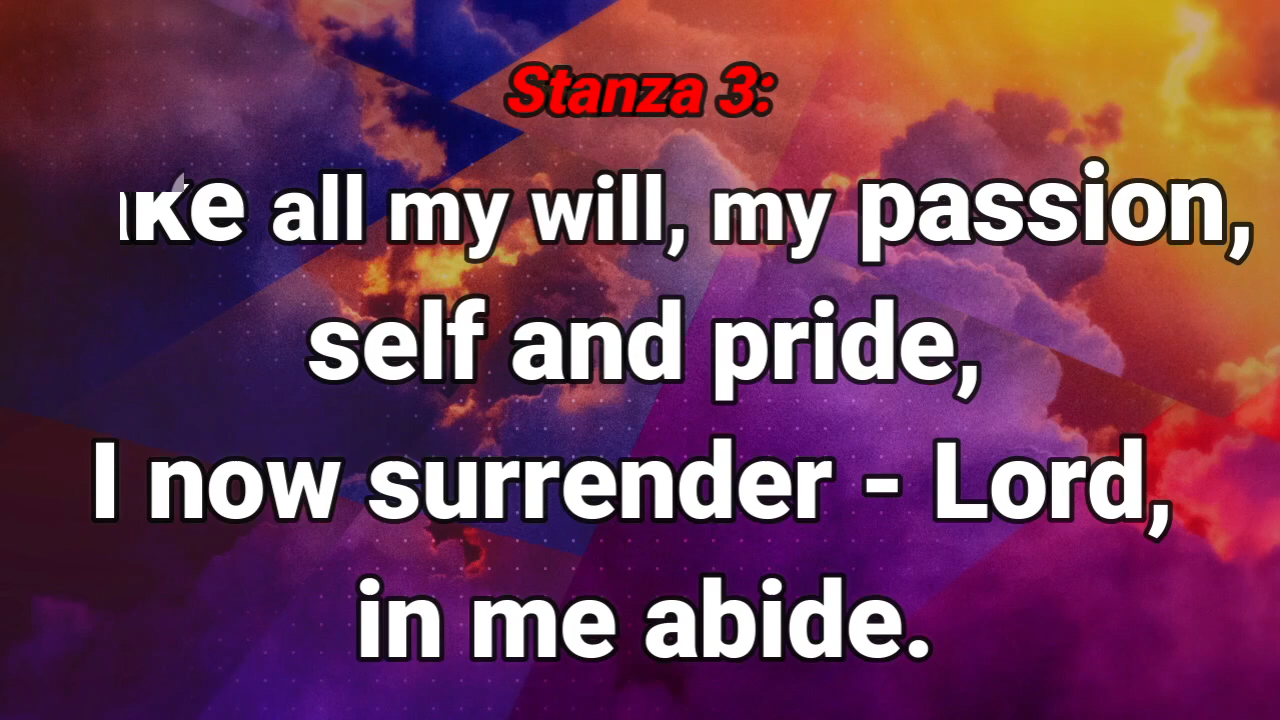 Stanza 3:
ke all my will, my passion,
self and pride,
I now surrender - Lord,
in me abide.